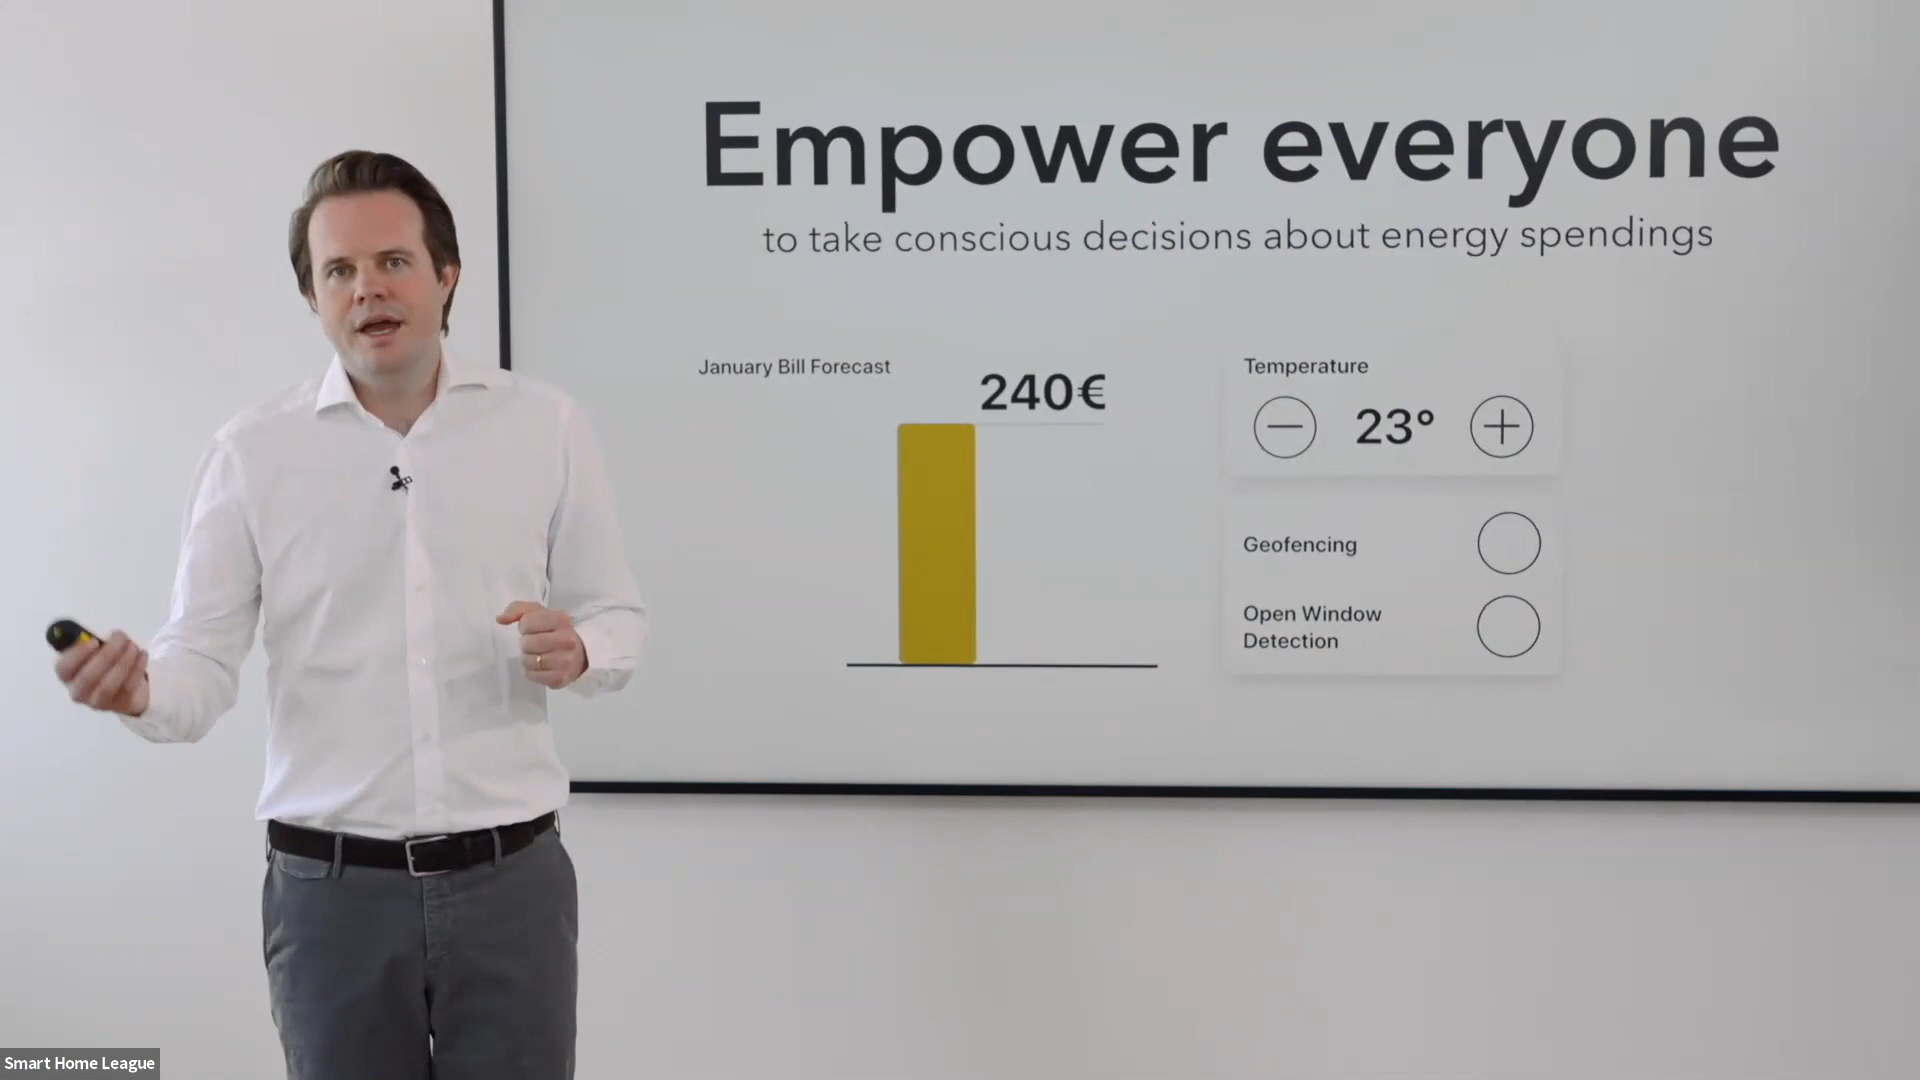 Empower everyone
to take conscious decisions about energy spendings
January Bill Forecast
240€
Temperature
23°
Geofencing
Open Window
Detection
Smart Home League